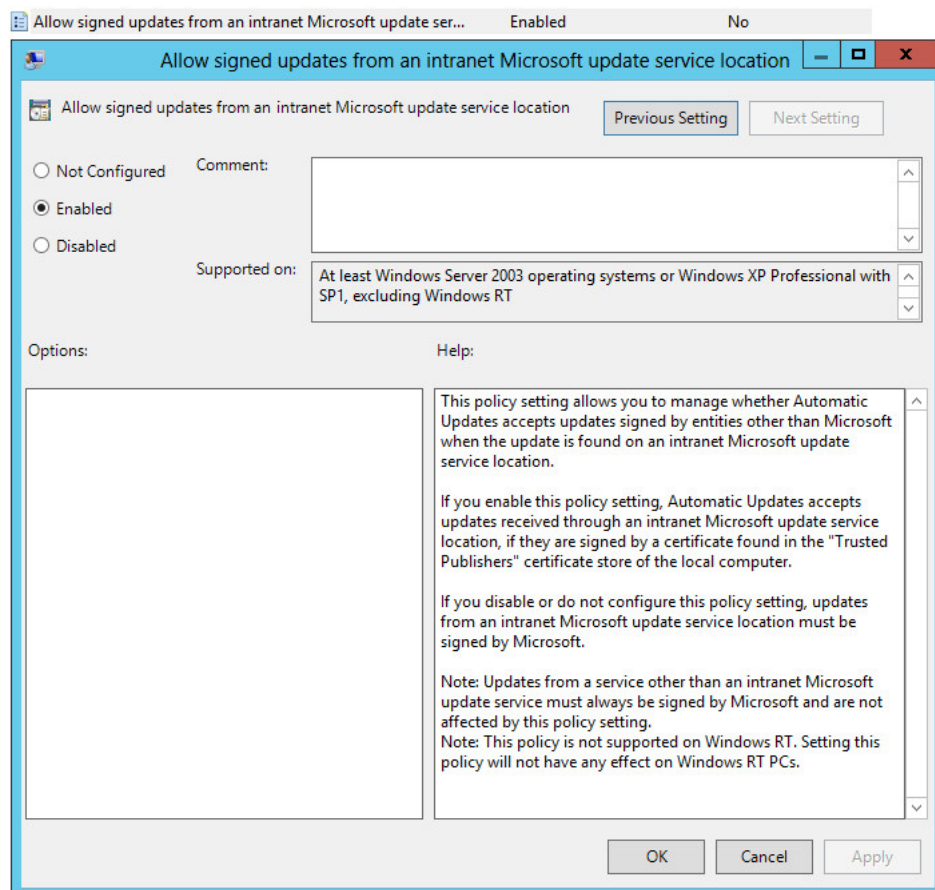 Allow signed updates from an intranet Microsoft update ser... Enabled No
Allow signed updates from an intranet Microsoft update service location
X
Allow signed updates from an intranet Microsoft update service location
Previous Setting
Next Setting
Not Configured
Enabled
Disabled
Comment:
Supported on:
At least Windows Server 2003 operating systems or Windows XP Professional with
SP1, excluding Windows RT
Options:
Help:
This policy setting allows you to manage whether Automatic
Updates accepts updates signed by entities other than Microsoft
when the update is found on an intranet Microsoft update
service location.
If you enable this policy setting, Automatic Updates accepts
updates received through an intranet Microsoft update service
location, if they are signed by a certificate found in the "Trusted
Publishers" certificate store of the local computer.
If you disable or do not configure this policy setting, updates
from an intranet Microsoft update service location must be
signed by Microsoft.
Note: Updates from a service other than an intranet Microsoft
update service must always be signed by Microsoft and are not
affected by this policy setting.
Note: This policy is not supported on Windows RT. Setting this
policy will not have any effect on Windows RT PCs.
OK
Cancel
Apply